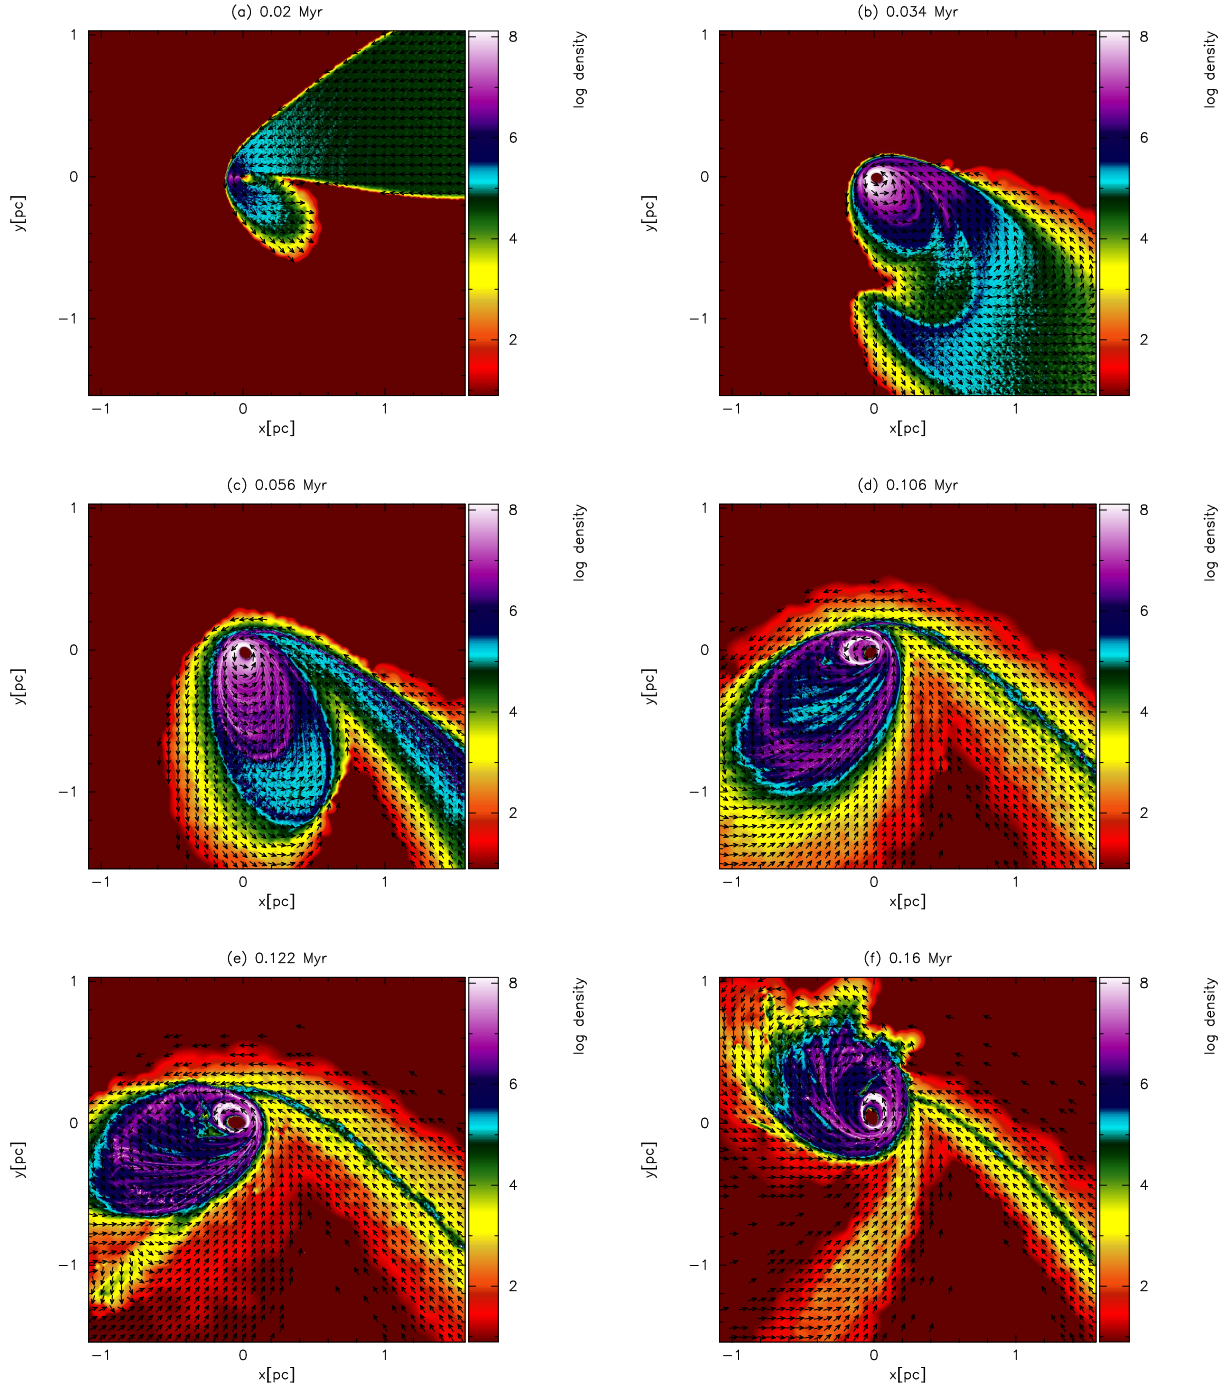 (a) 0.02 Myr
(b) 0.034 Myr
1
0
−1
y[pc]
−1
0
1
x[pc]
8
6
4
2
log density
1
0
−1
y[pc]
−1
0
1
x[pc]
8
6
4
2
log density
(c) 0.056 Myr
(d) 0.106 Myr
1
0
−1
y[pc]
−1
0
1
x[pc]
8
6
4
2
log density
1
0
−1
y[pc]
−1
0
1
x[pc]
8
6
4
2
log density
(e) 0.122 Myr
(f) 0.16 Myr
1
0
−1
y[pc]
−1
0
1
x[pc]
8
6
4
2
log density
1
0
−1
y[pc]
−1
0
1
x[pc]
8
6
4
2
log density